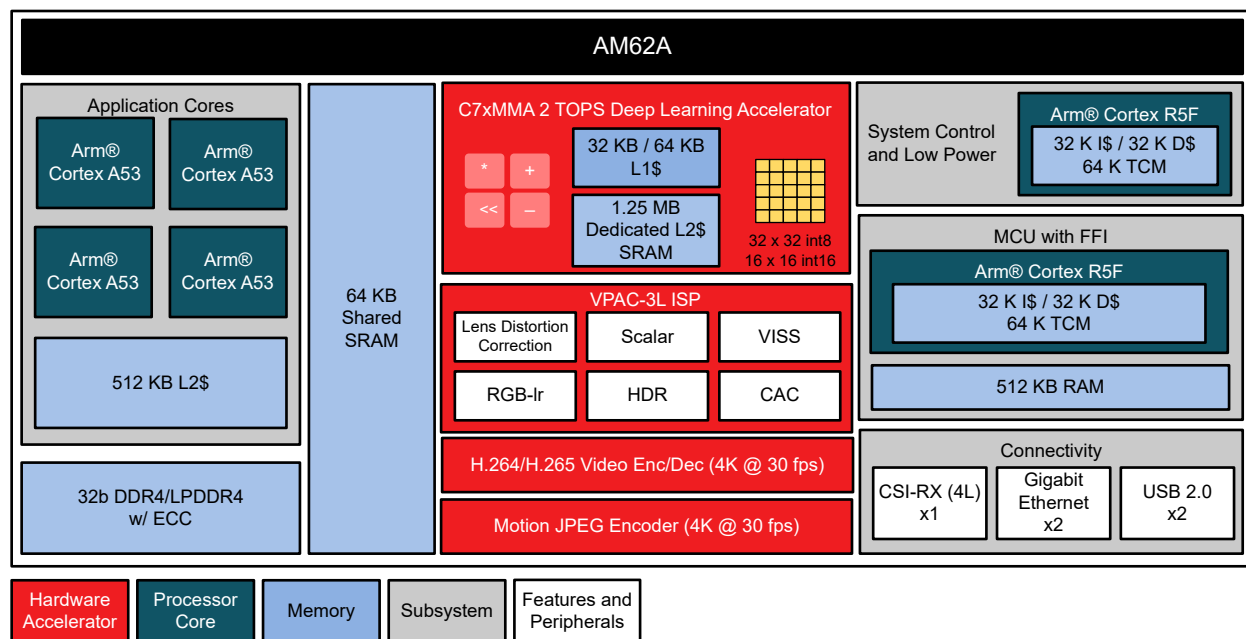 AM62A
Application Cores
Arm®
Cortex A53
Arm®
Cortex A53
Arm®
Cortex A53
Arm®
Cortex A53
512 KB L2$
32b DDR4/LPDDR4
w/ ECC
64 KB
Shared
SRAM
C7xMMA 2 TOPS Deep Learning Accelerator
*
+
<<
–
32 KB / 64 KB
L1$
1.25 MB
Dedicated L2$
SRAM
32 x 32 int8
16 x 16 int16
VPAC-3L ISP
Lens Distortion
Correction
Scalar
VISS
RGB-Ir
HDR
CAC
H.264/H.265 Video Enc/Dec (4K @ 30 fps)
Motion JPEG Encoder (4K @ 30 fps)
System Control
and Low Power
Arm® Cortex R5F
32 K I$ / 32 K D$
64 K TCM
MCU with FFI
Arm® Cortex R5F
32 K I$ / 32 K D$
64 K TCM
512 KB RAM
Connectivity
CSI-RX (4L)
x1
Gigabit
Ethernet
x2
USB 2.0
x2
Hardware
Accelerator
Processor
Core
Memory
Subsystem
Features and
Peripherals